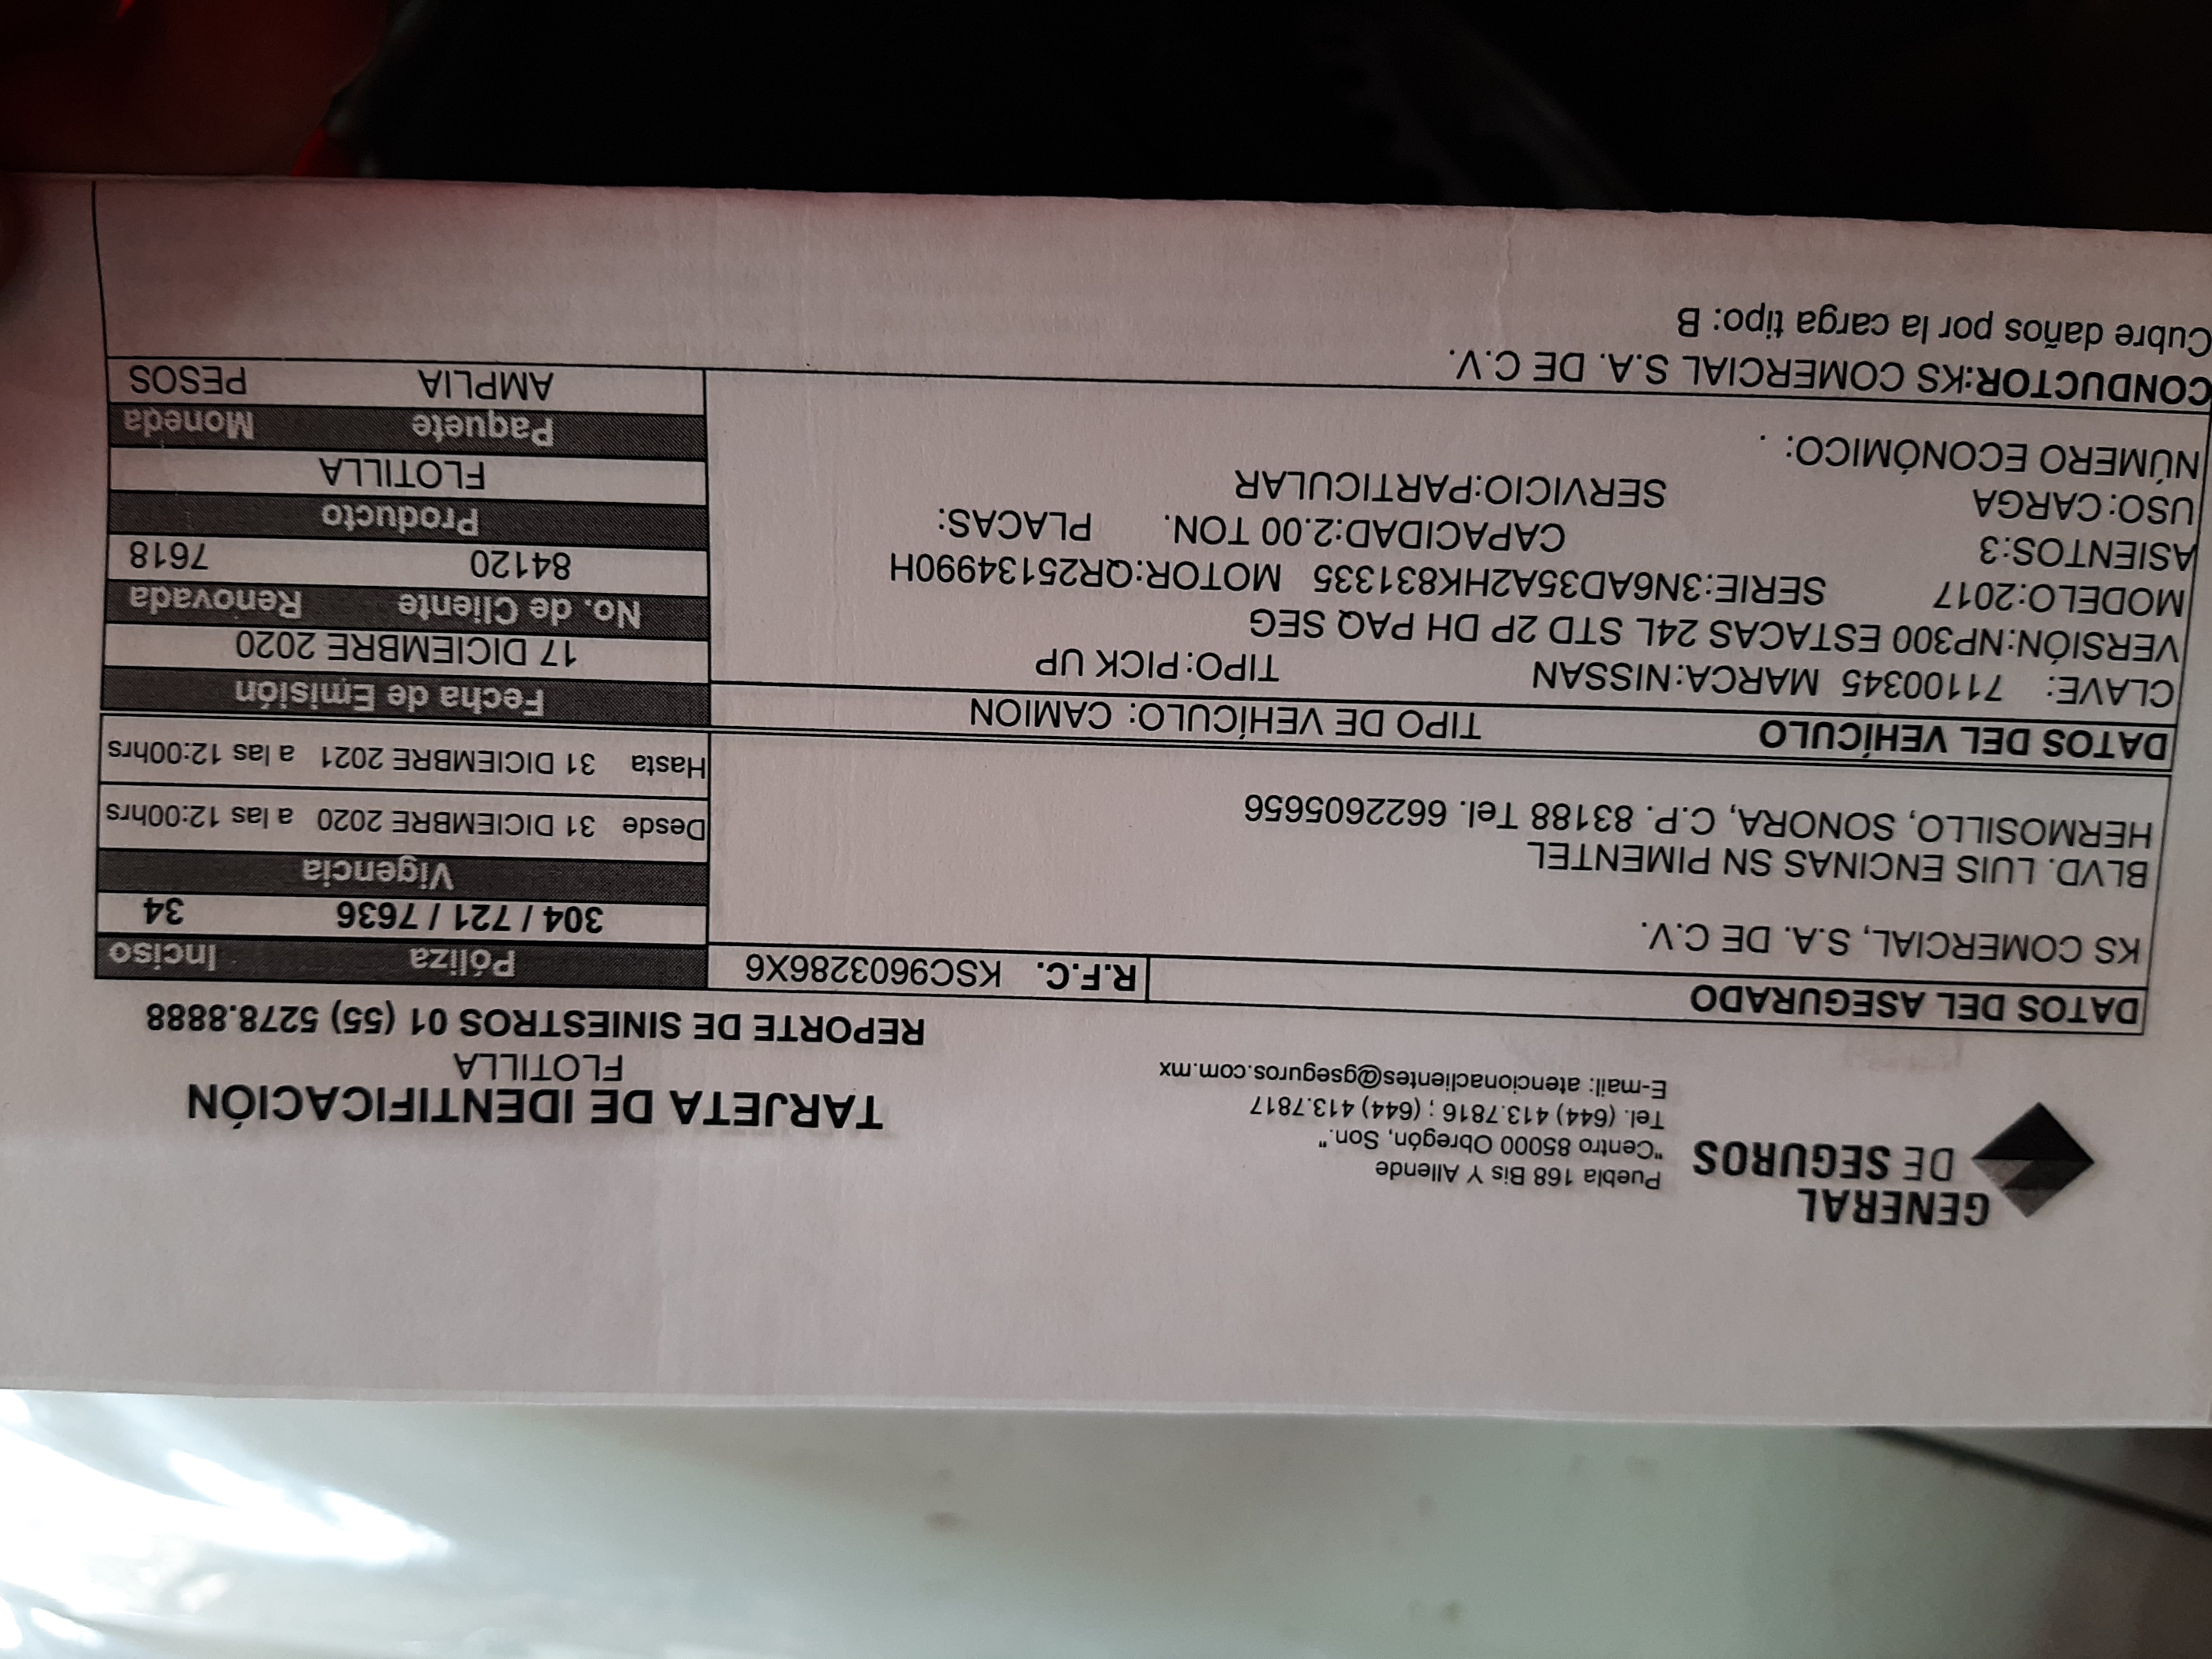 GENERAL
DE SEGUROS
Puebla 168 Bis Y Allende
"Centro 85000 Obregón, Son."
Tel. (644) 413.7816 ; (644) 413.7817
E-mail: atencionaclientes@gseguros.com.mx
TARJETA DE IDENTIFICACIÓN
FLOTILLA
REPORTE DE SINIESTROS 01 (55) 5278.8888
DATOS DEL ASEGURADO R.F.C. KSC9603286X6
KS COMERCIAL, S.A. DE C.V.
BLVD. LUIS ENCINAS SN PIMENTEL
HERMOSILLO, SONORA, C.P. 83188 Tel. 6622605656
Póliza Inciso
304 / 721 / 7636 34
Vigencia
Desde 31 DICIEMBRE 2020 a las 12:00hrs
Hasta 31 DICIEMBRE 2021 a las 12:00hrs
DATOS DEL VEHÍCULO TIPO DE VEHÍCULO: CAMION
CLAVE: 71100345 MARCA:NISSAN TIPO:PICK UP
VERSIÓN:NP300 ESTACAS 24L STD 2P DH PAQ SEG
MODELO:2017 SERIE:3N6AD35A2HK831335 MOTOR:QR25134990H
ASIENTOS:3 CAPACIDAD:2.00 TON. PLACAS:
USO:CARGA SERVICIO:PARTICULAR
NÚMERO ECONÓMICO: .
Fecha de Emisión
17 DICIEMBRE 2020
No. de Cliente Renovada
84120 7618
Producto
FLOTILLA
Paquete Moneda
AMPLIA PESOS
CONDUCTOR:KS COMERCIAL S.A. DE C.V.
Cubre daños por la carga tipo: B